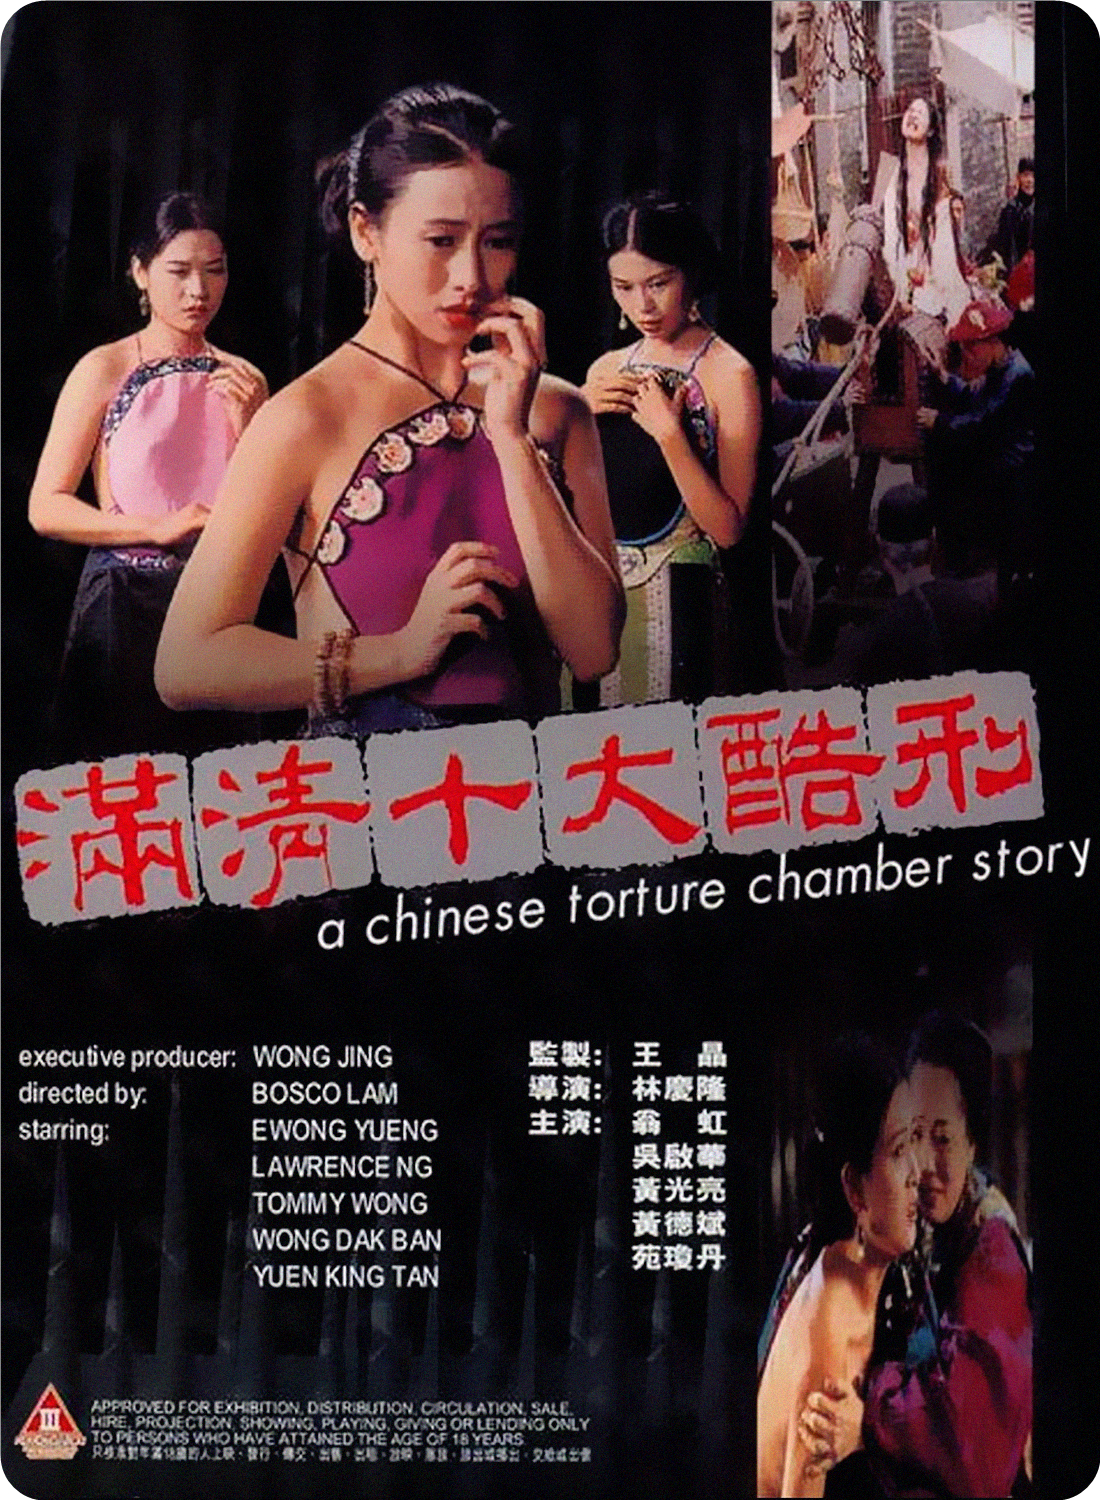 滿清十大酷刑
a chinese torture chamber story
executive producer: WONG JING
directed by: BOSCO LAM
starring: EWONG YUENG
LAWRENCE NG
TOMMY WONG
WONG DAK BAN
YUEN KING TAN
監製: 王 晶
導演: 林慶隆
主演: 翁 虹
吳啟華
黃光亮
黃德斌
苑瓊丹
III
APPROVED FOR EXHIBITION, DISTRIBUTION, CIRCULATION, SALE,
HIRE, PROJECTION, SHOWING, PLAYING, GIVING OR LENDING ONLY
TO PERSONS WHO HAVE ATTAINED THE AGE OF 18 YEARS